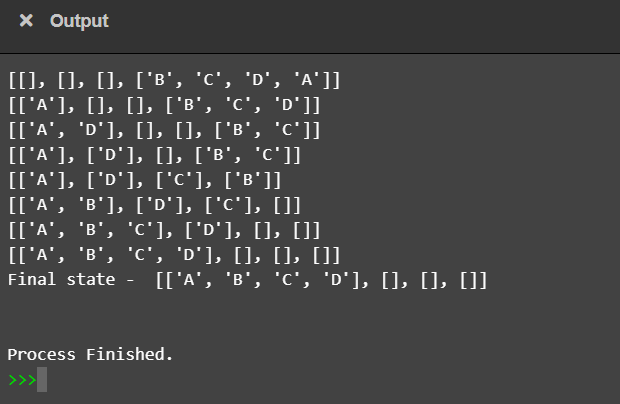 × Output
[[], [], [], ['B', 'C', 'D', 'A']]
[['A'], [], [], ['B', 'C', 'D']]
[['A', 'D'], [], [], ['B', 'C']]
[['A'], ['D'], [], ['B', 'C']]
[['A'], ['D'], ['C'], ['B']]
[['A', 'B'], ['D'], ['C'], []]
[['A', 'B', 'C'], ['D'], [], []]
[['A', 'B', 'C', 'D'], [], [], []]
Final state -  [['A', 'B', 'C', 'D'], [], [], []]
Process Finished.
>>>